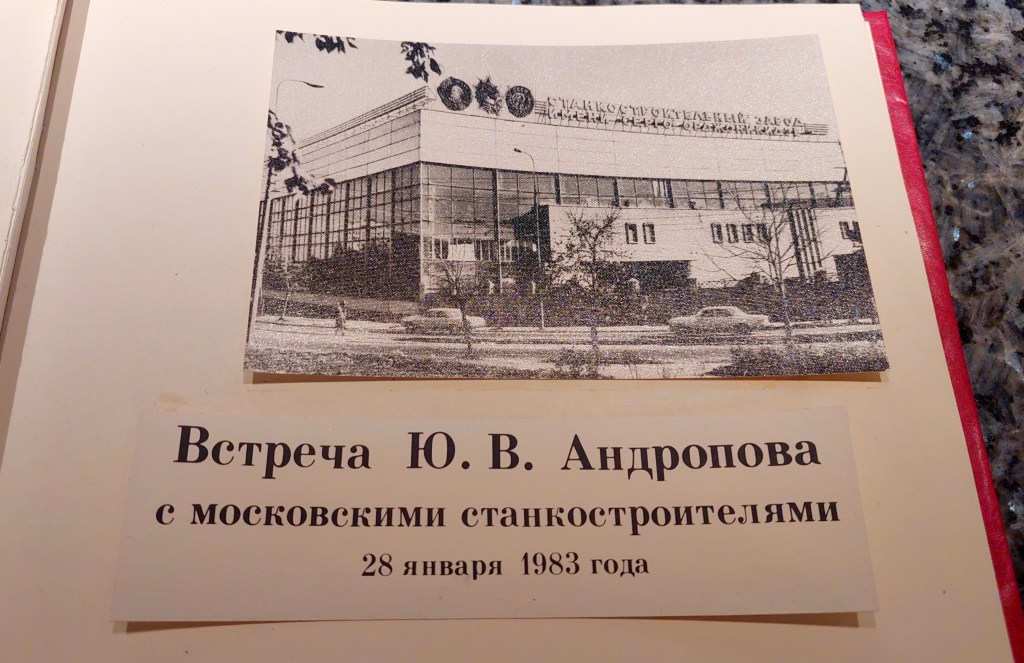 СТАНКОСТРОИТЕЛЬНЫЙ ЗАВОД
ИМЕНИ СЕРГО ОРДЖОНИКИДЗЕ
Встреча Ю. В. Андропова
с московскими станкостроителями
28 января 1983 года